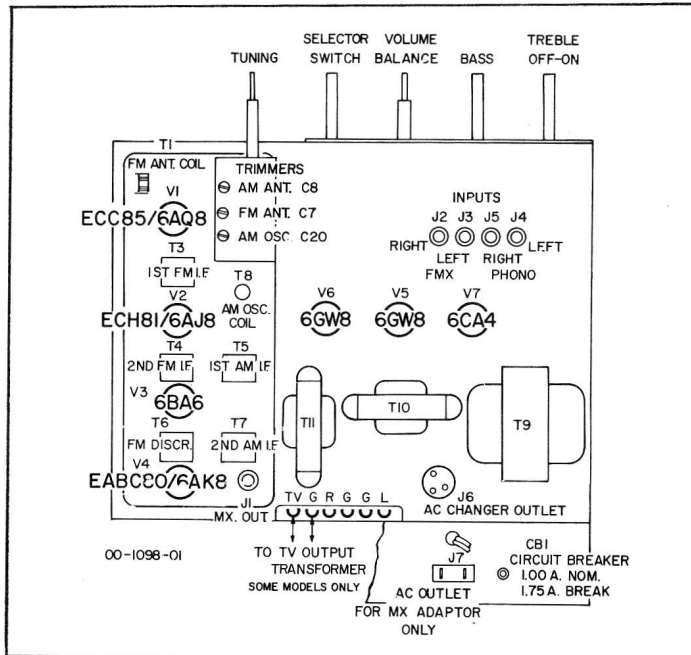 TUNING
SELECTOR
SWITCH
VOLUME
BALANCE
BASS
TREBLE
OFF-ON
T1
FM ANT. COIL
V1
ECC85/6AQ8
TRIMMERS
AM ANT. C8
FM ANT. C7
AM OSC. C20
INPUTS
J2 J3 J5 J4
RIGHT
LEFT
LEFT
FMX
RIGHT
PHONO
T3
1ST FM I.F
T8
AM OSC.
COIL
V2
ECH81/6AJ8
V6
6GW8
V5
6GW8
V7
6CA4
T4
2ND FM I.F
T5
1ST AM I.F
V3
6BA6
T6
FM DISCR.
T7
2ND AM I.F
V4
EABC80/6AK8
J1
MX. OUT
T11
T10
T9
J6
AC CHANGER OUTLET
TV G R G G L
TO TV OUTPUT
TRANSFORMER
SOME MODELS ONLY
00-1098-01
J7
AC OUTLET
FOR MX ADAPTOR
ONLY
CB1
CIRCUIT BREAKER
1.00 A. NOM.
1.75 A. BREAK